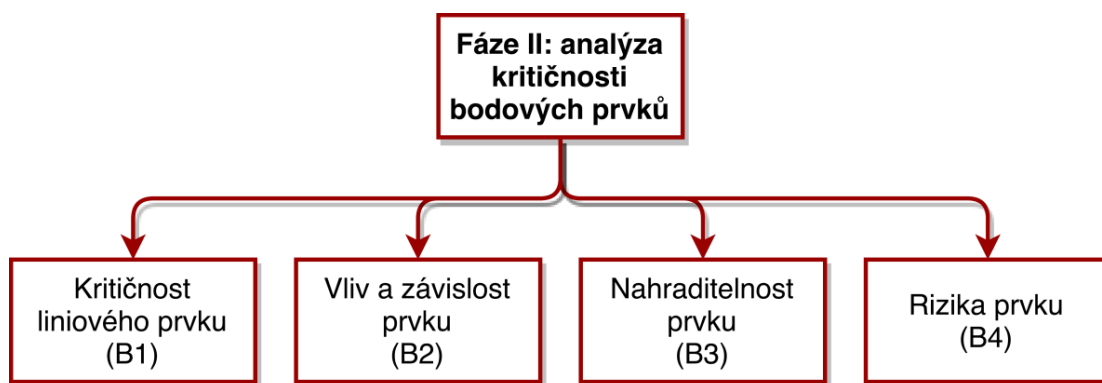 Fáze II: analýza
kritičnosti
bodových prvků
Kritičnost
liniového prvku
(B1)
Vliv a závislost
prvku
(B2)
Nahraditelnost
prvku
(B3)
Rizika prvku
(B4)